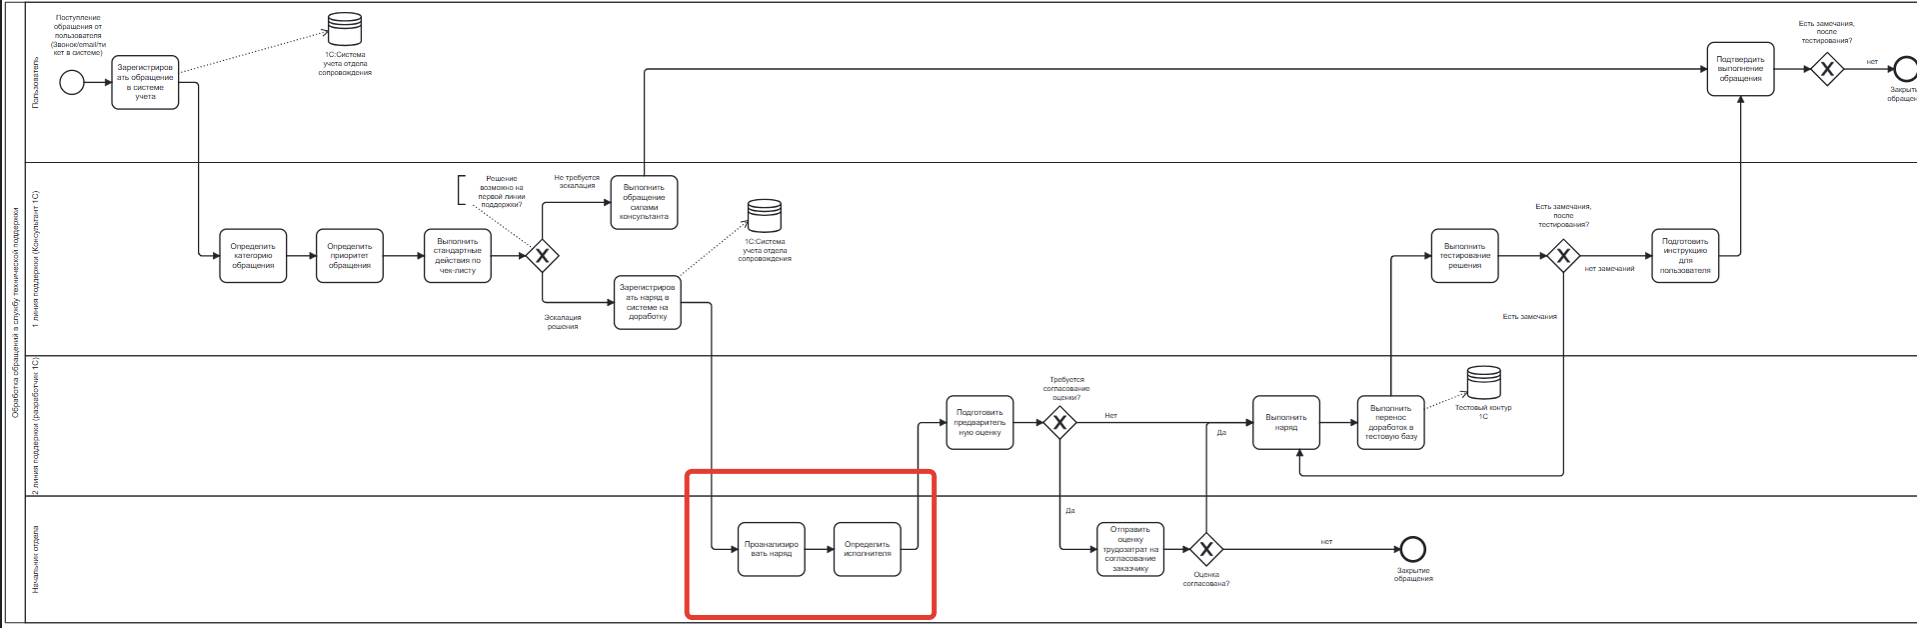 Обработка обращений в службу технической поддержки
Пользователь
Поступление
обращения от
пользователя
(Звонок/email/ти
кет в системе)
Зарегистриров
ать обращение
в системе
учета
1С:Система
учета отдела
сопровождения
Подтвердить
выполнение
обращения
Есть замечания,
после
тестирования?
нет
Закрыти
обращен
1 линия поддержки (Консультант 1С)
Определить
категорию
обращения
Определить
приоритет
обращения
Выполнить
стандартные
действия по
чек-листу
Решение
возможно на
первой линии
поддержки?
Не требуется
эскалация
Выполнить
обращение
силами
консультанта
Эскалация
решения
Зарегистриров
ать наряд в
системе на
доработку
1С:Система
учета отдела
сопровождения
Выполнить
тестирование
решения
Есть замечания,
после
тестирования?
нет замечаний
Есть замечания
Подготовить
инструкцию
для
пользователя
2 линия поддержки (разработчик 1С)
Подготовить
предваритель
ную оценку
Требуется
согласование
оценки?
Нет
Да
Да
Выполнить
наряд
Выполнить
перенос
доработок в
тестовую базу
Тестовый контур
1С
Начальник отдела
Проанализиро
вать наряд
Определить
исполнителя
Отправить
оценку
трудозатрат на
согласование
заказчику
Оценка
согласована?
нет
Закрытие
обращения